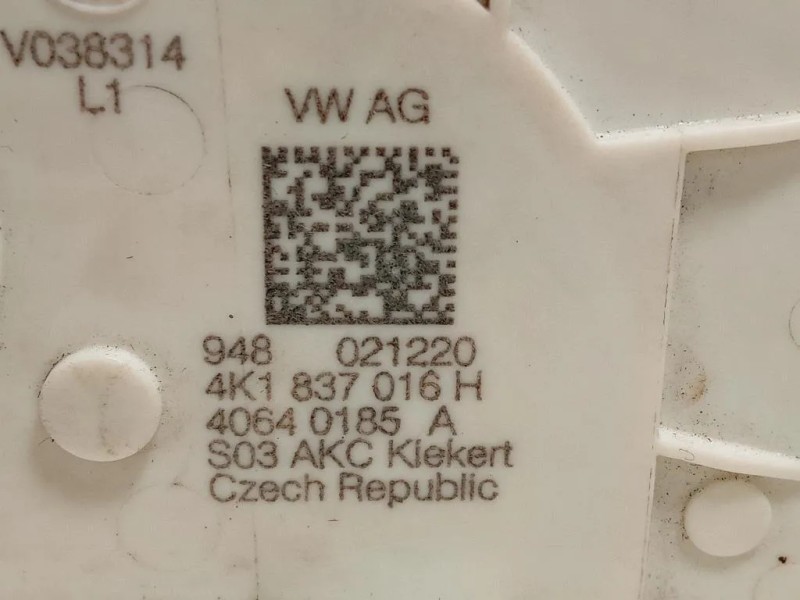 V038314
L1
VW AG
948 021220
4K1 837 016 H
4064 0185 A
S03 AKC Kiekert
Czech Republic